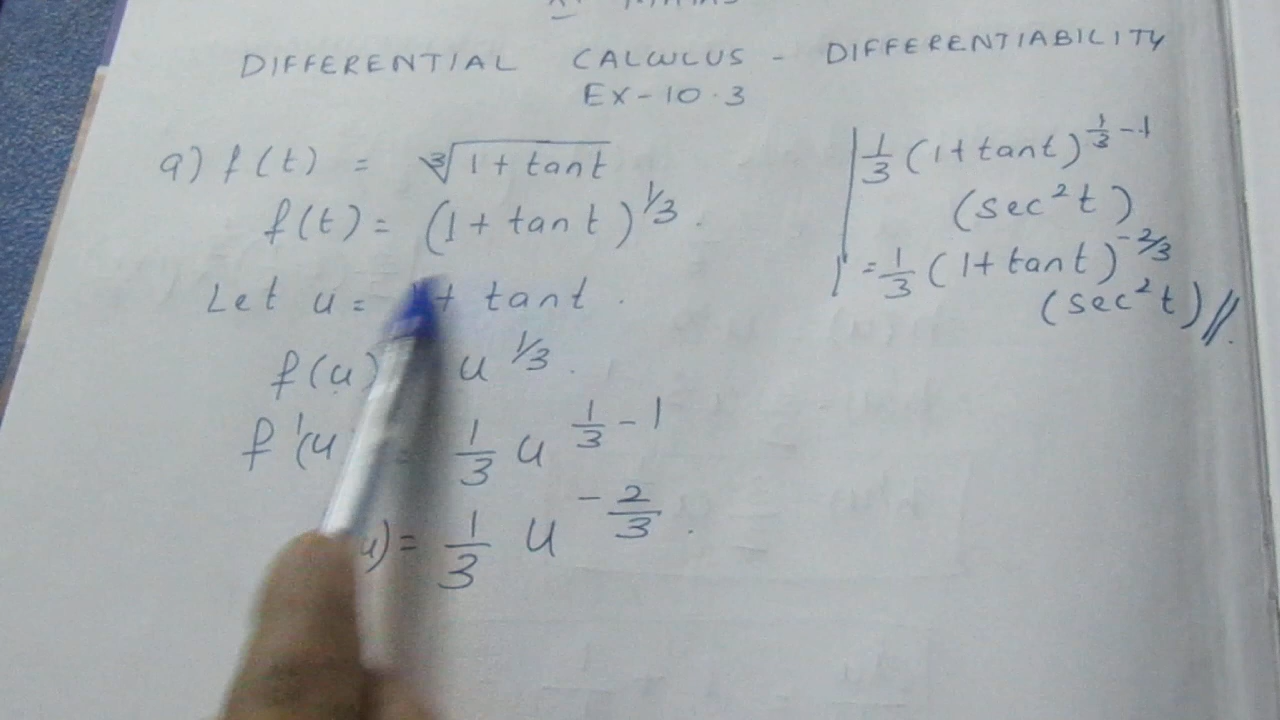 DIFFERENTIAL CALCULUS - DIFFERENTIABILITY
EX-10.3
9) f(t) = ∛(1 + tant)
f(t) = (1 + tant)^1/3.
Let u = 1 + tant.
f(u) u^1/3.
f'(u = 1/3 u^(1/3 - 1)
u) = 1/3 u^(-2/3).
1/3 (1 + tant)^(1/3 - 1)
(sec²t)
= 1/3 (1 + tant)^(-2/3)
(sec²t)//.